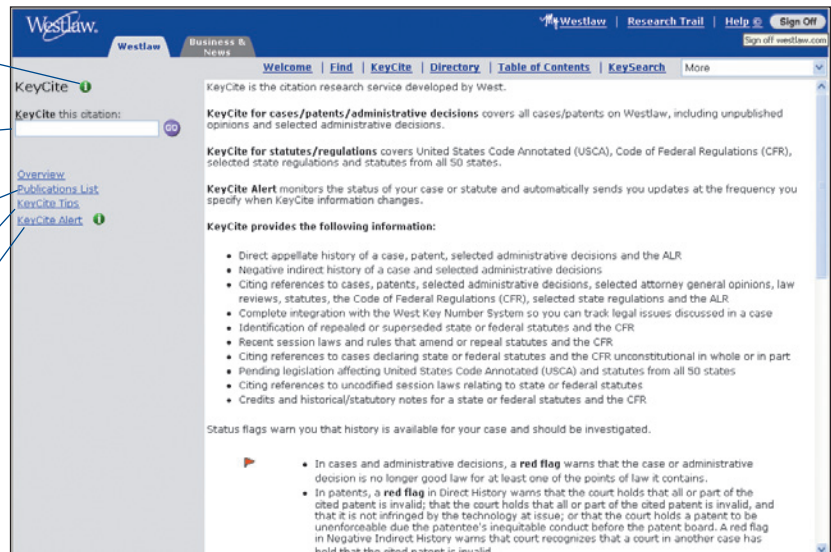 Westlaw.
Westlaw
Business & News
My Westlaw | Research Trail | Help | Sign Off
Sign off westlaw.com
Welcome | Find | KeyCite | Directory | Table of Contents | KeySearch More
KeyCite
KeyCite this citation:
GO
Overview
Publications List
KeyCite Tips
KeyCite Alert
KeyCite is the citation research service developed by West.
KeyCite for cases/patents/administrative decisions covers all cases/patents on Westlaw, including unpublished
opinions and selected administrative decisions.
KeyCite for statutes/regulations covers United States Code Annotated (USCA), Code of Federal Regulations (CFR),
selected state regulations and statutes from all 50 states.
KeyCite Alert monitors the status of your case or statute and automatically sends you updates at the frequency you
specify when KeyCite information changes.
KeyCite provides the following information:
• Direct appellate history of a case, patent, selected administrative decisions and the ALR
• Negative indirect history of a case and selected administrative decisions
• Citing references to cases, patents, selected administrative decisions, selected attorney general opinions, law
reviews, statutes, the Code of Federal Regulations (CFR), selected state regulations and the ALR
• Complete integration with the West Key Number System so you can track legal issues discussed in a case
• Identification of repealed or superseded state or federal statutes and the CFR
• Recent session laws and rules that amend or repeal statutes and the CFR
• Citing references to cases declaring state or federal statutes and the CFR unconstitutional in whole or in part
• Pending legislation affecting United States Code Annotated (USCA) and statutes from all 50 states
• Citing references to uncodified session laws relating to state or federal statutes
• Credits and historical/statutory notes for a state or federal statutes and the CFR
Status flags warn you that history is available for your case and should be investigated.
• In cases and administrative decisions, a red flag warns that the case or administrative
decision is no longer good law for at least one of the points of law it contains.
• In patents, a red flag in Direct History warns that the court holds that all or part of the
cited patent is invalid; that the court holds that all or part of the cited patent is invalid, and
that it is not infringed by the technology at issue; or that the court holds a patent to be
unenforceable due the patentee's inequitable conduct before the patent board. A red flag
in Negative Indirect History warns that court recognizes that a court in another case has
held that the cited patent is invalid